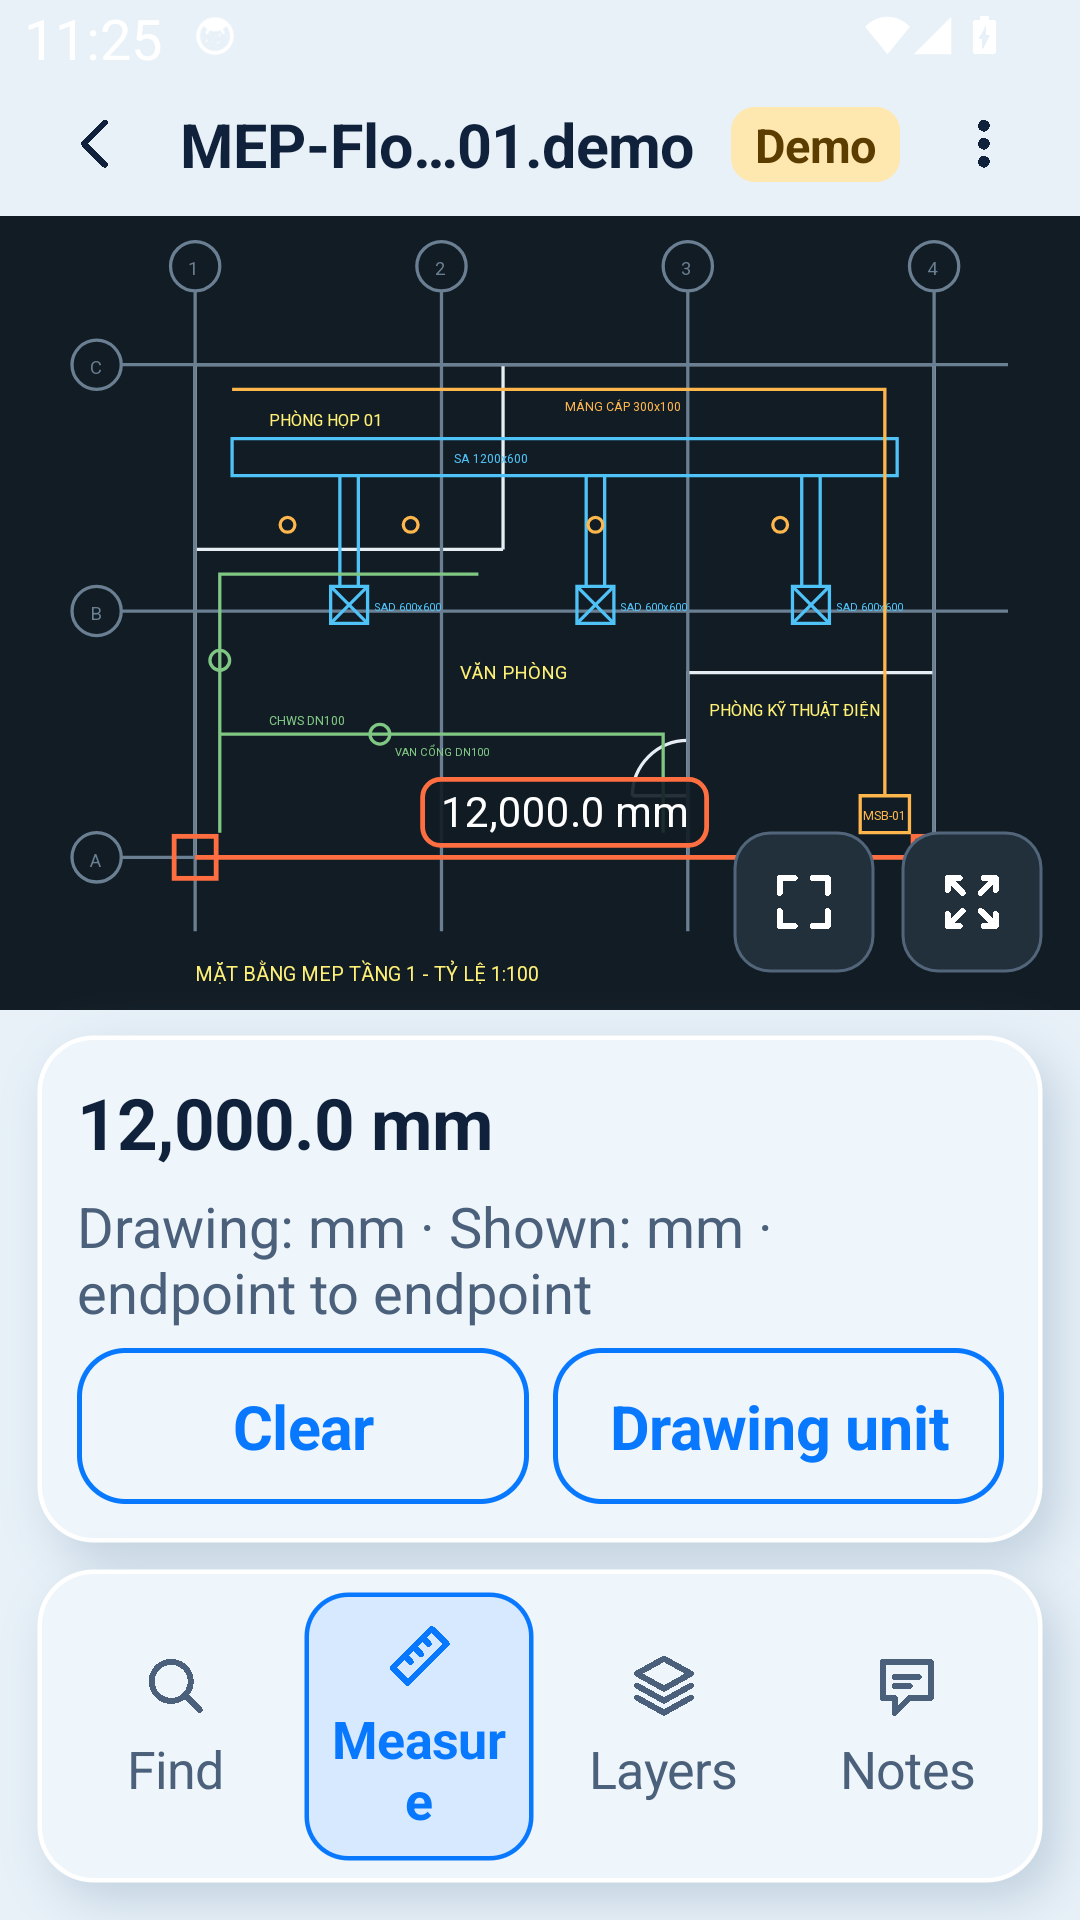 11:25
MEP-Flo...01.demo
Demo
1
2
3
4
C
MÁNG CÁP 300x100
PHÒNG HỌP 01
SA 1200x600
B
SAD 600x600
SAD 600x600
SAD 600x600
VĂN PHÒNG
PHÒNG KỸ THUẬT ĐIỆN
CHWS DN100
VAN CỔNG DN100
12,000.0 mm
MSB-01
A
MẶT BẰNG MEP TẦNG 1 - TỶ LỆ 1:100
12,000.0 mm
Drawing: mm · Shown: mm ·
endpoint to endpoint
Clear
Drawing unit
Find
Measur
e
Layers
Notes